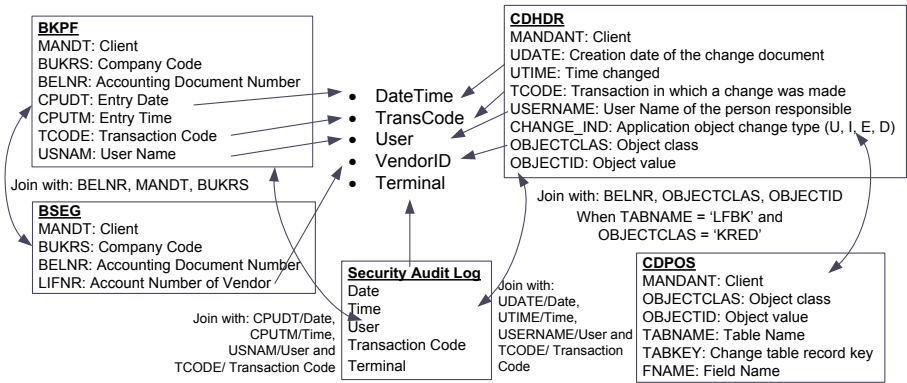 BKPF
MANDT: Client
BUKRS: Company Code
BELNR: Accounting Document Number
CPUDT: Entry Date
CPUTM: Entry Time
TCODE: Transaction Code
USNAM: User Name
Join with: BELNR, MANDT, BUKRS
BSEG
MANDT: Client
BUKRS: Company Code
BELNR: Accounting Document Number
LIFNR: Account Number of Vendor
• DateTime
• TransCode
• User
• VendorID
• Terminal
CDHDR
MANDANT: Client
UDATE: Creation date of the change document
UTIME: Time changed
TCODE: Transaction in which a change was made
USERNAME: User Name of the person responsible
CHANGE_IND: Application object change type (U, I, E, D)
OBJECTCLAS: Object class
OBJECTID: Object value
Join with: BELNR, OBJECTCLAS, OBJECTID
When TABNAME = ‘LFBK’ and
OBJECTCLAS = ‘KRED’
CDPOS
MANDANT: Client
OBJECTCLAS: Object class
OBJECTID: Object value
TABNAME: Table Name
TABKEY: Change table record key
FNAME: Field Name
Security Audit Log
Date
Time
User
Transaction Code
Terminal
Join with: CPUDT/Date,
CPUTM/Time,
USNAM/User and
TCODE/ Transaction Code
Join with:
UDATE/Date,
UTIME/Time,
USERNAME/User and
TCODE/ Transaction
Code